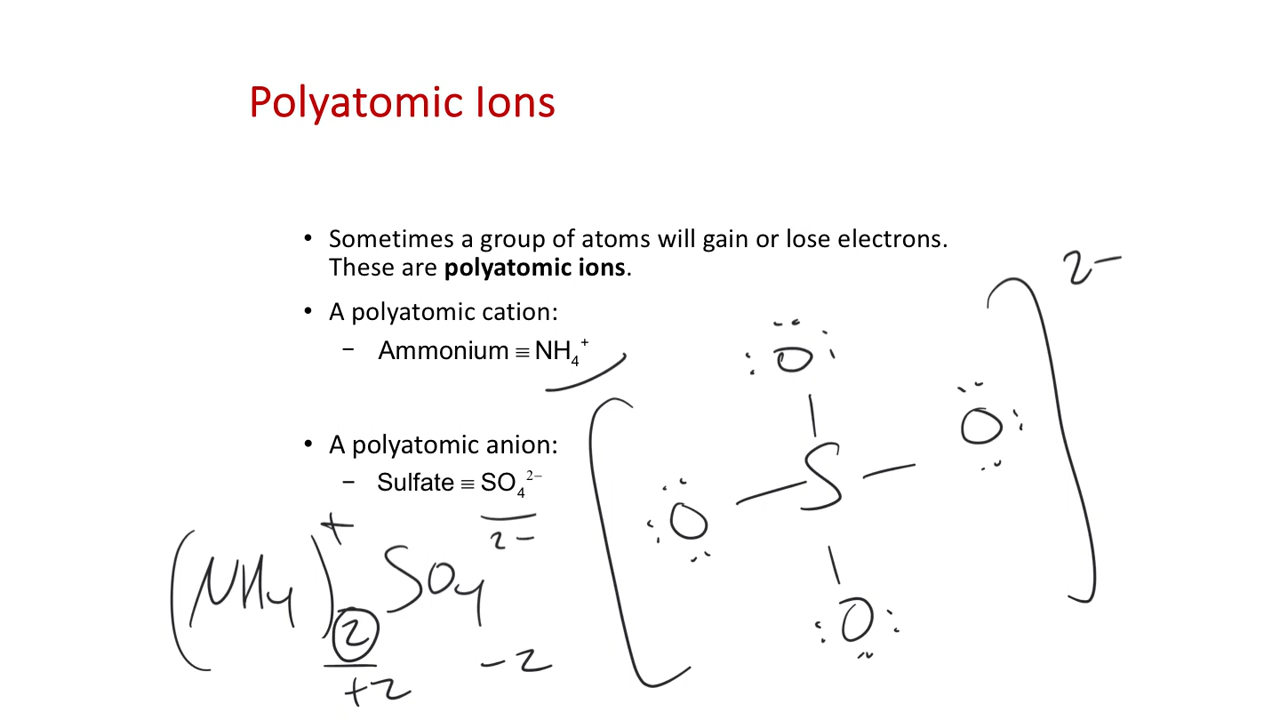 Polyatomic Ions
• Sometimes a group of atoms will gain or lose electrons.
These are polyatomic ions.
• A polyatomic cation:
− Ammonium ≡ NH₄⁺
• A polyatomic anion:
− Sulfate ≡ SO₄²⁻
2−
(NH₄)⁺₂ SO₄
+2 −2
2−
O
O
S
O
O